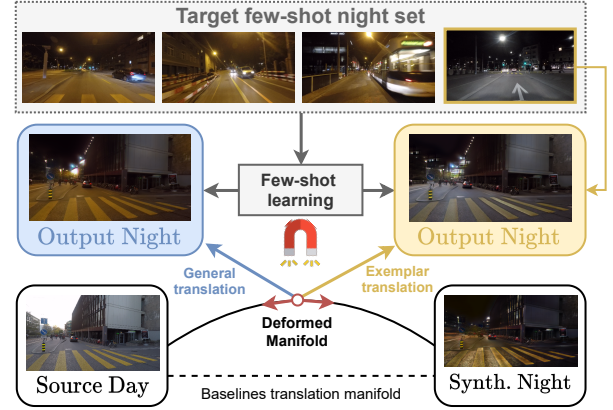 Target few-shot night set
Few-shot
learning
Output Night
Output Night
General
translation
Exemplar
translation
Deformed
Manifold
Source Day
Synth. Night
Baselines translation manifold